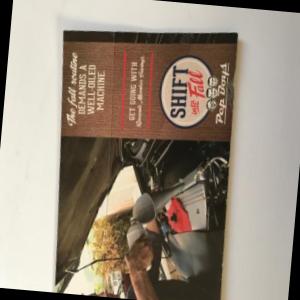 The fall routine
DEMANDS A
WELL-OILED
MACHINE.
GET GOING WITH
SHIFT
into Fall
Pep Boys